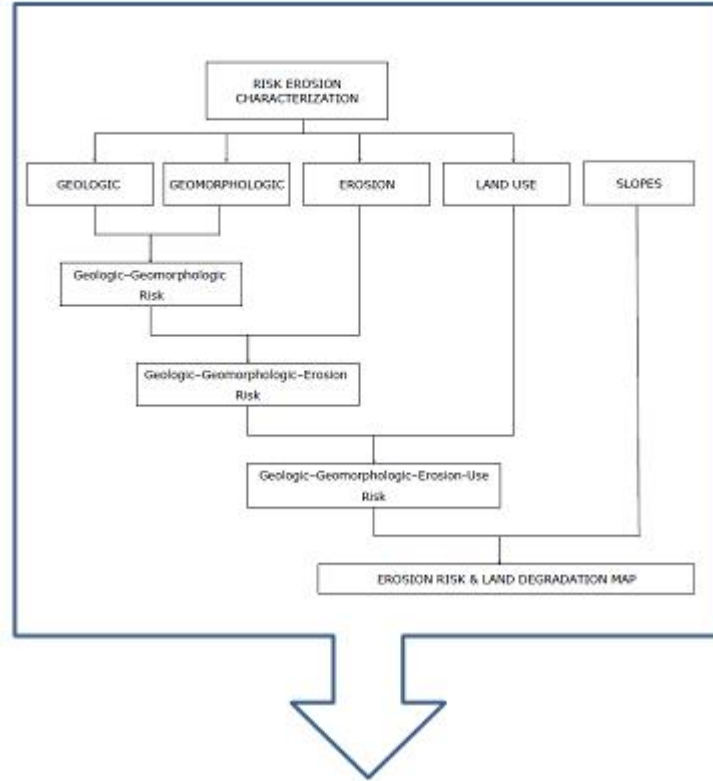 RISK EROSION
CHARACTERIZATION
GEOLOGIC
GEOMORPHOLOGIC
EROSION
LAND USE
SLOPES
Geologic-Geomorphologic
Risk
Geologic-Geomorphologic-Erosion
Risk
Geologic-Geomorphologic-Erosion-Use
Risk
EROSION RISK & LAND DEGRADATION MAP